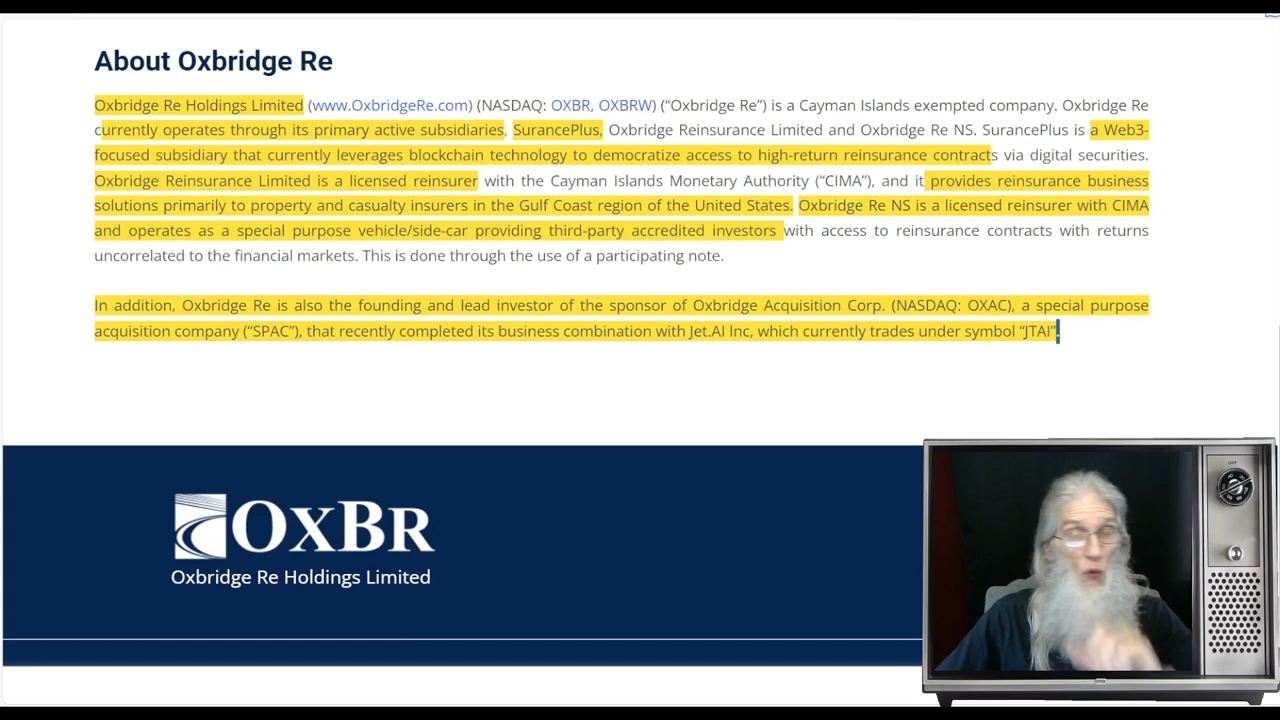 About Oxbridge Re
Oxbridge Re Holdings Limited (www.OxbridgeRe.com) (NASDAQ: OXBR, OXBRW) (“Oxbridge Re”) is a Cayman Islands exempted company. Oxbridge Re
currently operates through its primary active subsidiaries, SurancePlus, Oxbridge Reinsurance Limited and Oxbridge Re NS. SurancePlus is a Web3-
focused subsidiary that currently leverages blockchain technology to democratize access to high-return reinsurance contracts via digital securities.
Oxbridge Reinsurance Limited is a licensed reinsurer with the Cayman Islands Monetary Authority (“CIMA”), and it provides reinsurance business
solutions primarily to property and casualty insurers in the Gulf Coast region of the United States. Oxbridge Re NS is a licensed reinsurer with CIMA
and operates as a special purpose vehicle/side-car providing third-party accredited investors with access to reinsurance contracts with returns
uncorrelated to the financial markets. This is done through the use of a participating note.
In addition, Oxbridge Re is also the founding and lead investor of the sponsor of Oxbridge Acquisition Corp. (NASDAQ: OXAC), a special purpose
acquisition company (“SPAC”), that recently completed its business combination with Jet.AI Inc, which currently trades under symbol “JTAI”.
OXBR
Oxbridge Re Holdings Limited